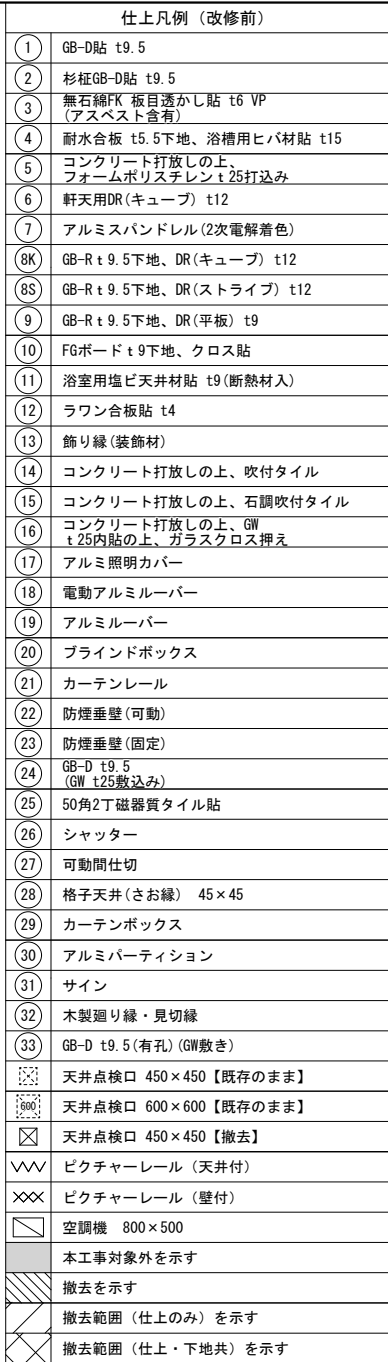 仕上凡例（改修前）
1 GB-D貼 t9.5
2 杉柾GB-D貼 t9.5
3 無石綿FK 板目透かし貼 t6 VP
(アスベスト含有)
4 耐水合板 t5.5下地、浴槽用ヒバ材貼 t15
5 コンクリート打放しの上、
フォームポリスチレンｔ25打込み
6 軒天用DR(キューブ) t12
7 アルミスパンドレル(2次電解着色)
8K GB-Rｔ9.5下地、DR(キューブ) t12
8S GB-Rｔ9.5下地、DR(ストライプ) t12
9 GB-Rｔ9.5下地、DR(平板) t9
10 FGボードｔ9下地、クロス貼
11 浴室用塩ビ天井材貼 t9(断熱材入)
12 ラワン合板貼 t4
13 飾り縁(装飾材)
14 コンクリート打放しの上、吹付タイル
15 コンクリート打放しの上、石調吹付タイル
16 コンクリート打放しの上、GW
ｔ25内貼の上、ガラスクロス押え
17 アルミ照明カバー
18 電動アルミルーバー
19 アルミルーバー
20 ブラインドボックス
21 カーテンレール
22 防煙垂壁(可動)
23 防煙垂壁(固定)
24 GB-D t9.5
(GW t25敷込み)
25 50角2丁磁器質タイル貼
26 シャッター
27 可動間仕切
28 格子天井(さお縁) 45×45
29 カーテンボックス
30 アルミパーティション
31 サイン
32 木製廻り縁・見切縁
33 GB-D t9.5(有孔)(GW敷き)
天井点検口 450×450【既存のまま】
600 天井点検口 600×600【既存のまま】
天井点検口 450×450【撤去】
ピクチャーレール（天井付）
ピクチャーレール（壁付）
空調機 800×500
本工事対象外を示す
撤去を示す
撤去範囲（仕上のみ）を示す
撤去範囲（仕上・下地共）を示す